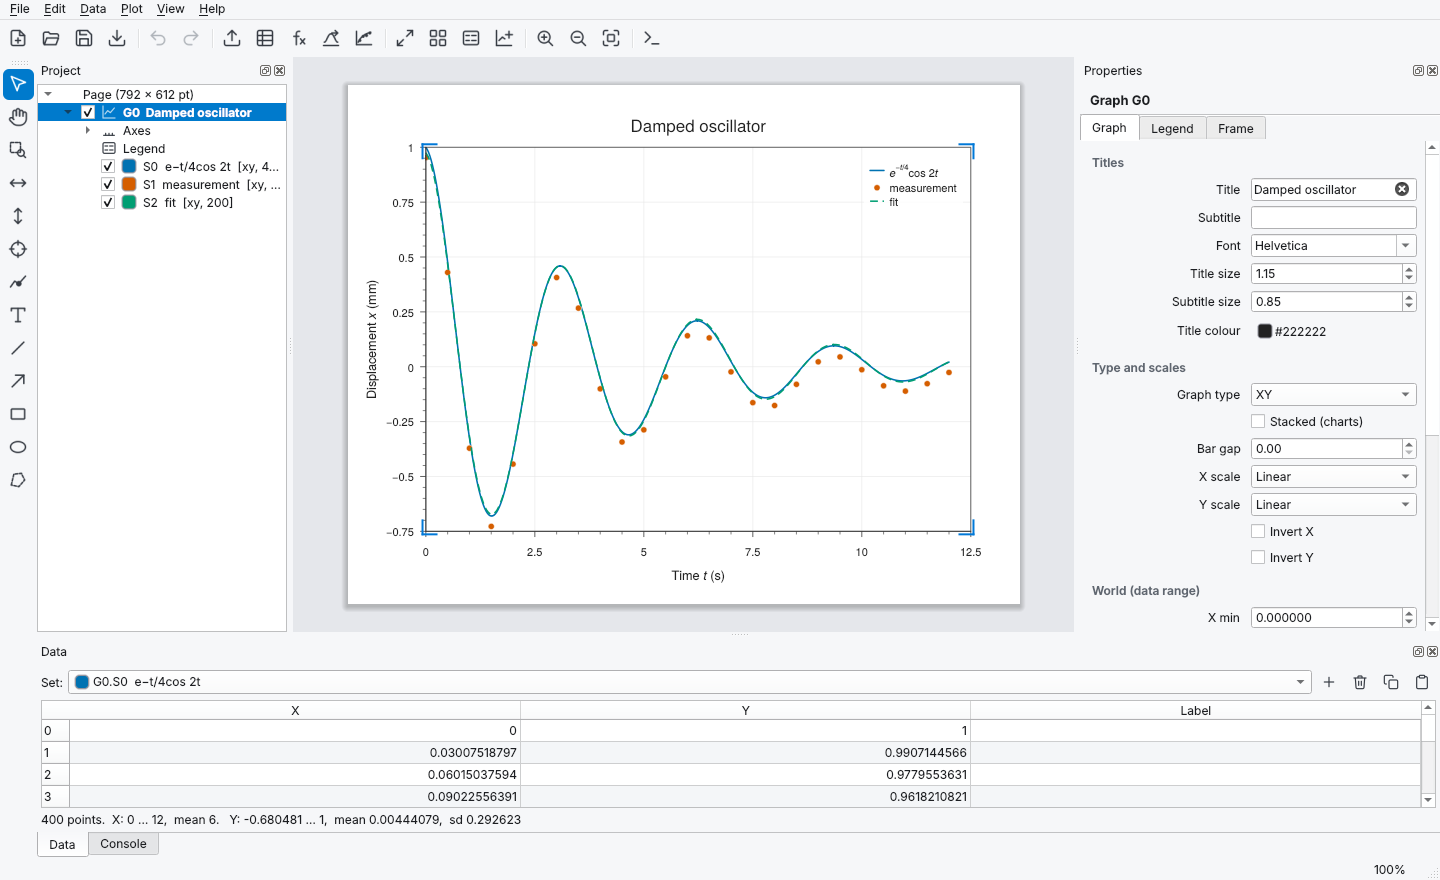 File Edit Data Plot View Help
Project
Page (792 × 612 pt)
G0 Damped oscillator
Axes
Legend
S0 e−t/4cos 2t [xy, 4...
S1 measurement [xy, ...
S2 fit [xy, 200]
Damped oscillator
1
0.75
0.5
0.25
0
−0.25
−0.5
−0.75
Displacement x (mm)
0 2.5 5 7.5 10 12.5
Time t (s)
e−t/4cos 2t
measurement
fit
Properties
Graph G0
Graph Legend Frame
Titles
Title Damped oscillator
Subtitle
Font Helvetica
Title size 1.15
Subtitle size 0.85
Title colour #222222
Type and scales
Graph type XY
Stacked (charts)
Bar gap 0.00
X scale Linear
Y scale Linear
Invert X
Invert Y
World (data range)
X min 0.000000
Data
Set: G0.S0 e−t/4cos 2t
X Y Label
0 0 1
1 0.03007518797 0.9907144566
2 0.06015037594 0.9779553631
3 0.09022556391 0.9618210821
400 points. X: 0 ... 12, mean 6. Y: -0.680481 ... 1, mean 0.00444079, sd 0.292623
Data Console
100%